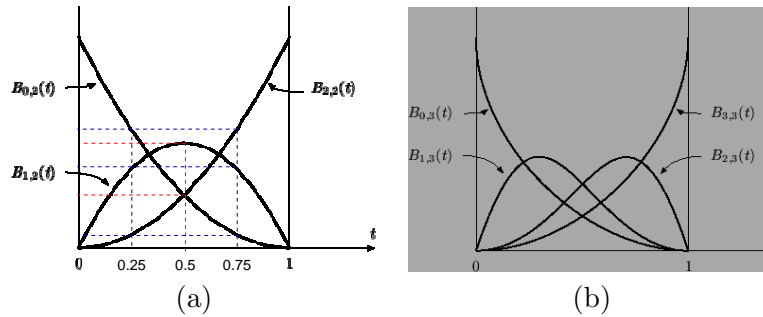 B₀,₂(t)
B₂,₂(t)
B₁,₂(t)
t
0 0.25 0.5 0.75 1
(a)
B₀,₃(t)
B₃,₃(t)
B₁,₃(t)
B₂,₃(t)
0 1
(b)